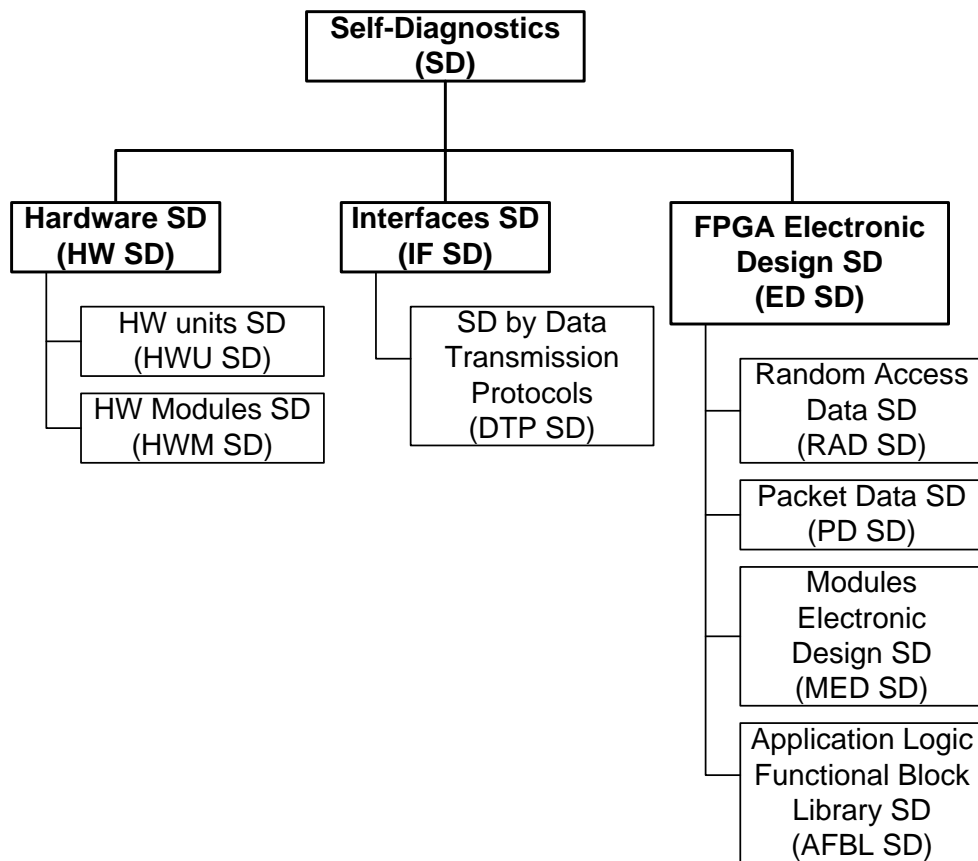 Self-Diagnostics
(SD)
Hardware SD
(HW SD)
HW units SD
(HWU SD)
HW Modules SD
(HWM SD)
Interfaces SD
(IF SD)
SD by Data
Transmission
Protocols
(DTP SD)
FPGA Electronic
Design SD
(ED SD)
Random Access
Data SD
(RAD SD)
Packet Data SD
(PD SD)
Modules
Electronic
Design SD
(MED SD)
Application Logic
Functional Block
Library SD
(AFBL SD)